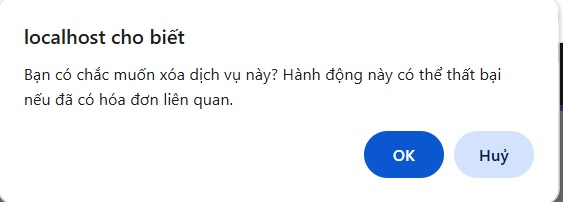 localhost cho biết
Bạn có chắc muốn xóa dịch vụ này? Hành động này có thể thất bại
nếu đã có hóa đơn liên quan.
OK
Huỷ